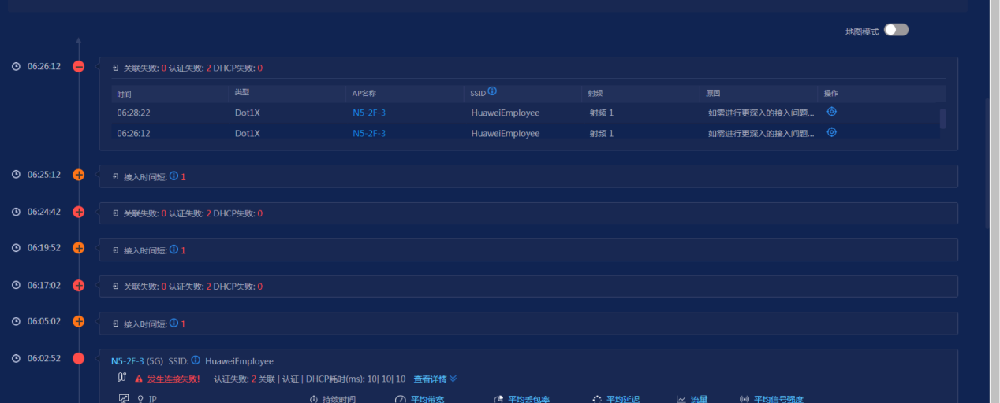 地图模式
06:26:12 关联失败: 0 认证失败: 2 DHCP失败: 0
时间 类型 AP名称 SSID 射频 原因 操作
06:28:22 Dot1X N5-2F-3 HuaweiEmployee 射频 1 如需进行更深入的接入问题...
06:26:12 Dot1X N5-2F-3 HuaweiEmployee 射频 1 如需进行更深入的接入问题...
06:25:12 接入时间短: 1
06:24:42 关联失败: 0 认证失败: 2 DHCP失败: 0
06:19:52 接入时间短: 1
06:17:02 关联失败: 0 认证失败: 2 DHCP失败: 0
06:05:02 接入时间短: 1
06:02:52 N5-2F-3 (5G) SSID: HuaweiEmployee
发生连接失败! 认证失败: 2 关联 | 认证 | DHCP耗时(ms): 10| 10| 10 查看详情
IP 持续时间 平均带宽 平均丢包率 平均延迟 流量 平均信号强度